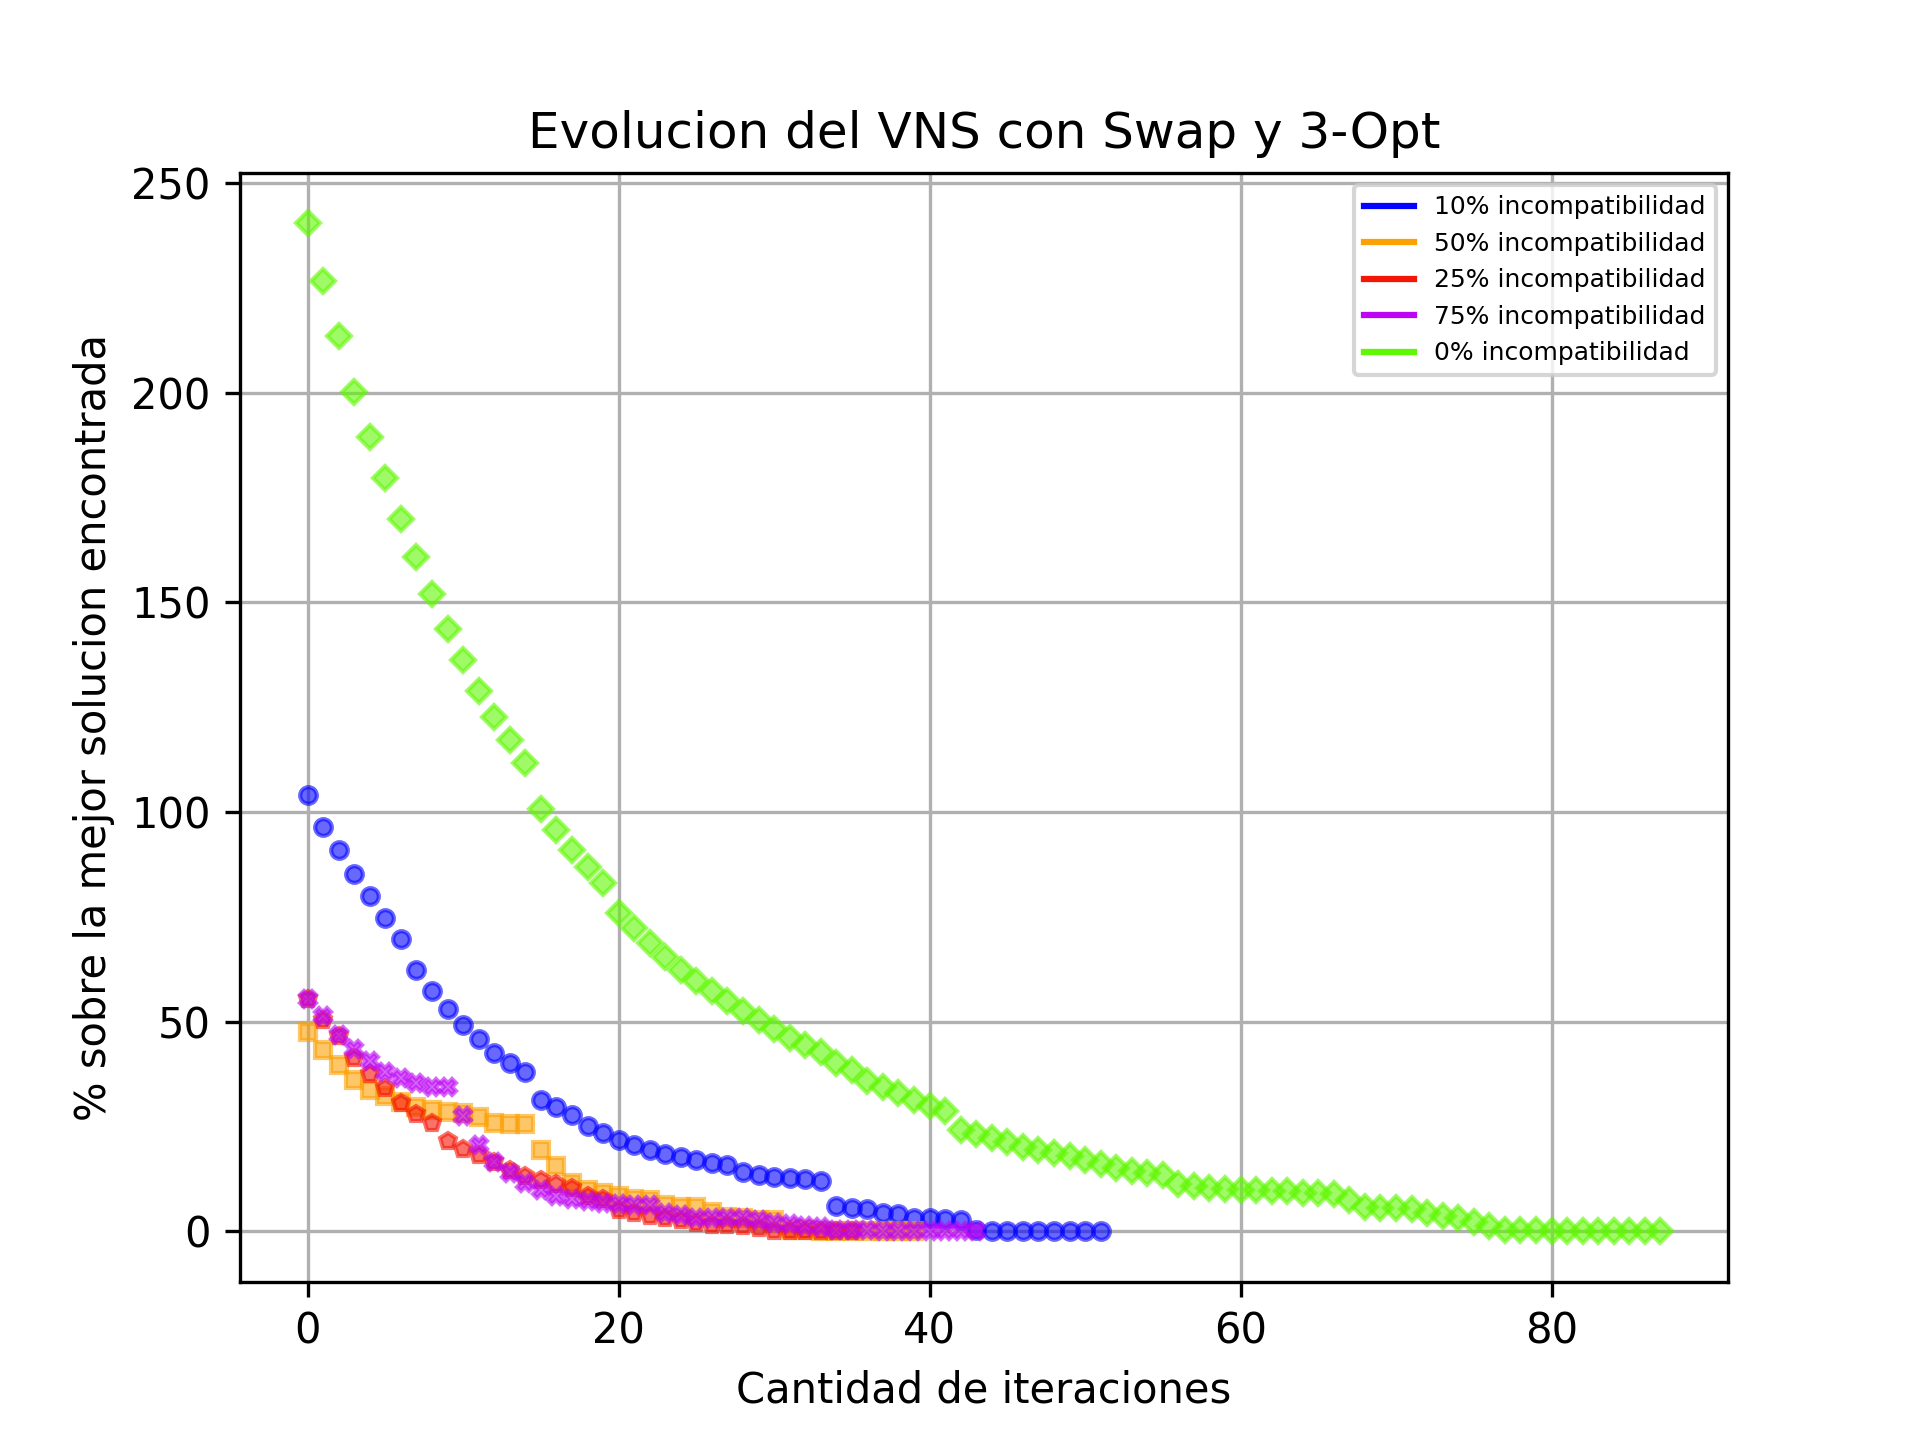 Evolucion del VNS con Swap y 3-Opt
250
200
150
100
50
0
% sobre la mejor solucion encontrada
10% incompatibilidad
50% incompatibilidad
25% incompatibilidad
75% incompatibilidad
0% incompatibilidad
0 20 40 60 80
Cantidad de iteraciones